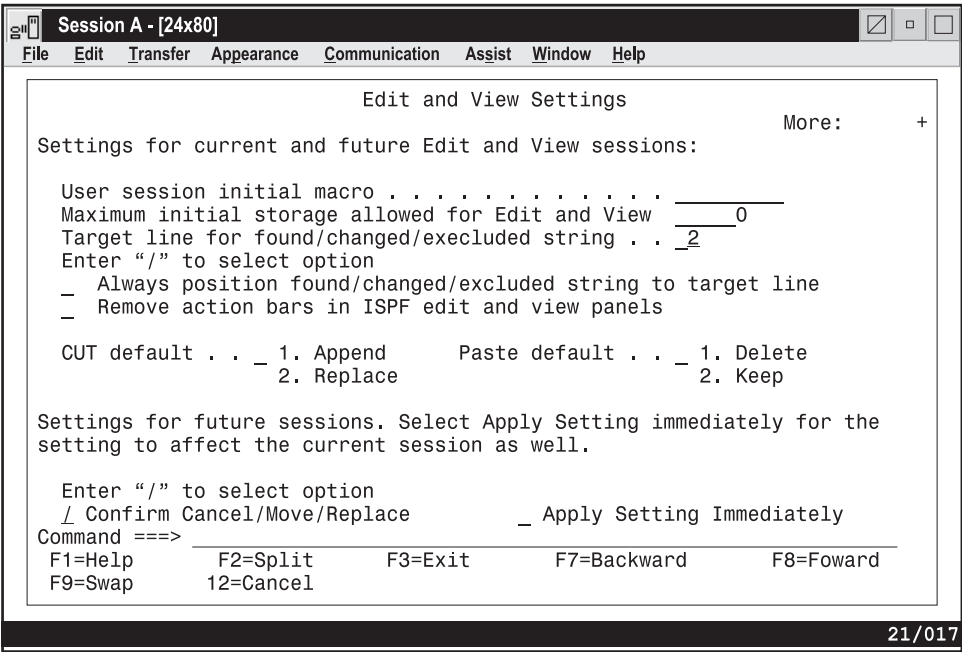 Session A - [24x80]
File Edit Transfer Appearance Communication Assist Window Help
Edit and View Settings
More: +
Settings for current and future Edit and View sessions:
User session initial macro . . . . . . . . . . . .
Maximum initial storage allowed for Edit and View 0
Target line for found/changed/execluded string . . 2
Enter “/” to select option
_ Always position found/changed/excluded string to target line
_ Remove action bars in ISPF edit and view panels
CUT default . . _ 1. Append Paste default . . _ 1. Delete
2. Replace 2. Keep
Settings for future sessions. Select Apply Setting immediately for the
setting to affect the current session as well.
Enter “/” to select option
/ Confirm Cancel/Move/Replace _ Apply Setting Immediately
Command ===>
F1=Help F2=Split F3=Exit F7=Backward F8=Foward
F9=Swap 12=Cancel
21/017